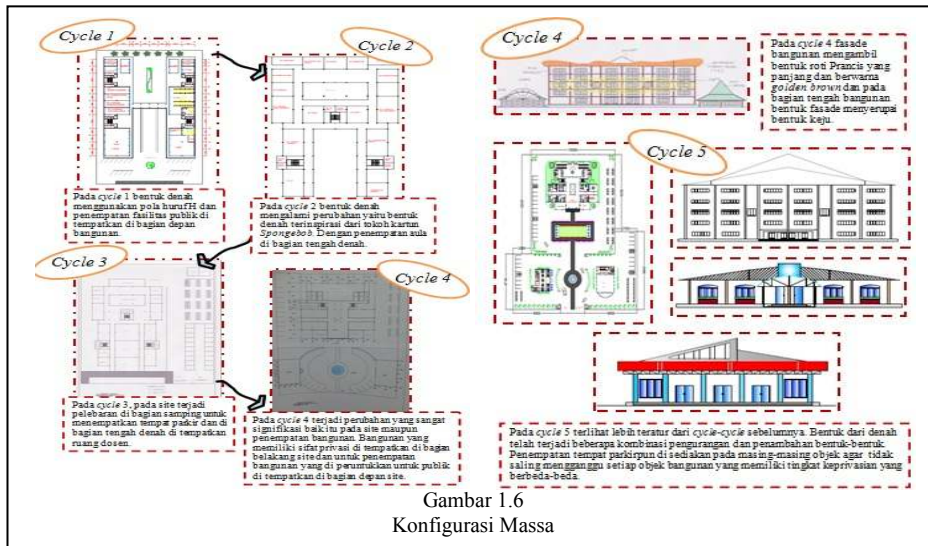 Cycle 1
Cycle 2
Pada cycle 1 bentuk denah
menggunakan pola huruf H dan
penempatan fasilitas publik di
tempatkan di bagian depan
bangunan.
Pada cycle 2 bentuk denah
mengalami perubahan yaitu bentuk
denah terinspirasi dari tokoh kartun
Spongebob. Dengan penempatan aula
di bagian tengah denah.
Cycle 3
Cycle 4
Pada cycle 3, pada site terjadi
pelebaran di bagian samping untuk
menempatkan tempat parkir dan di
bagian tengah denah di tempatkan
ruang dosen.
Pada cycle 4 terjadi perubahan yang sangat
signifikasi baik itu pada site maupun
penempatan bangunan. Bangunan yang
memiliki sifat privasi di tempatkan di bagian
belakang site dan untuk penempatan
bangunan yang di peruntukkan untuk publik
di tempatkan di bagian depan site.
Cycle 4
Pada cycle 4 fasade
bangunan mengambil
bentuk roti Prancis yang
panjang dan berwarna
golden brown dan pada
bagian tengah bangunan
bentuk fasade menyerupai
bentuk keju.
Cycle 5
Pada cycle 5 terlihat lebih teratur dari cycle-cycle sebelumnya. Bentuk dari denah
telah terjadi beberapa kombinasi pengurangan dan penambahan bentuk-bentuk.
Penempatan tempat parkirpun di sediakan pada masing-masing objek agar tidak
saling mengganggu setiap objek bangunan yang memiliki tingkat keprivasian yang
berbeda-beda.
Gambar 1.6
Konfigurasi Massa